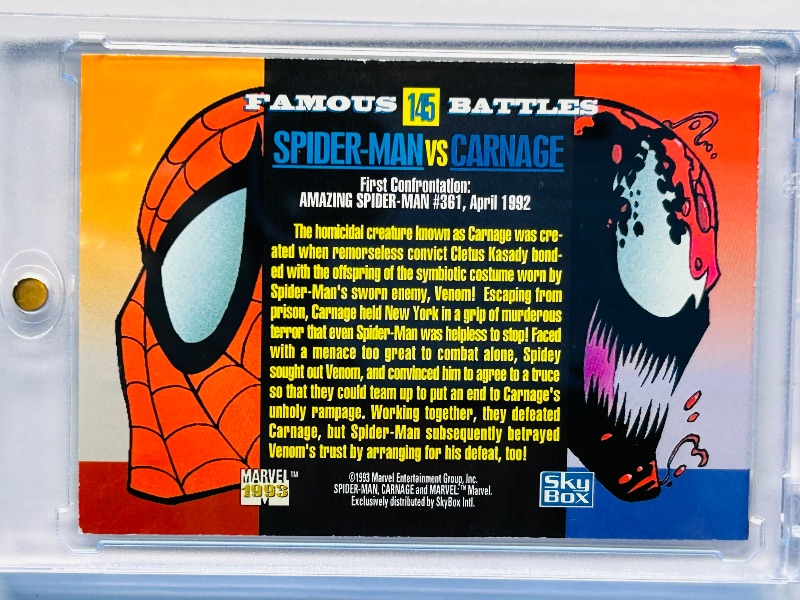 FAMOUS 145 BATTLES
SPIDER-MAN VS CARNAGE
First Confrontation:
AMAZING SPIDER-MAN #361, April 1992
The homicidal creature known as Carnage was cre-
ated when remorseless convict Cletus Kasady bond-
ed with the offspring of the symbiotic costume worn by
Spider-Man's sworn enemy, Venom! Escaping from
prison, Carnage held New York in a grip of murderous
terror that even Spider-Man was helpless to stop! Faced
with a menace too great to combat alone, Spidey
sought out Venom, and convinced him to agree to a truce
so that they could team up to put an end to Carnage's
unholy rampage. Working together, they defeated
Carnage, but Spider-Man subsequently betrayed
Venom's trust by arranging for his defeat, too!
MARVEL™
1993
©1993 Marvel Entertainment Group, Inc.
SPIDER-MAN, CARNAGE and MARVEL:™ Marvel.
Exclusively distributed by SkyBox Intl.
SkyBox